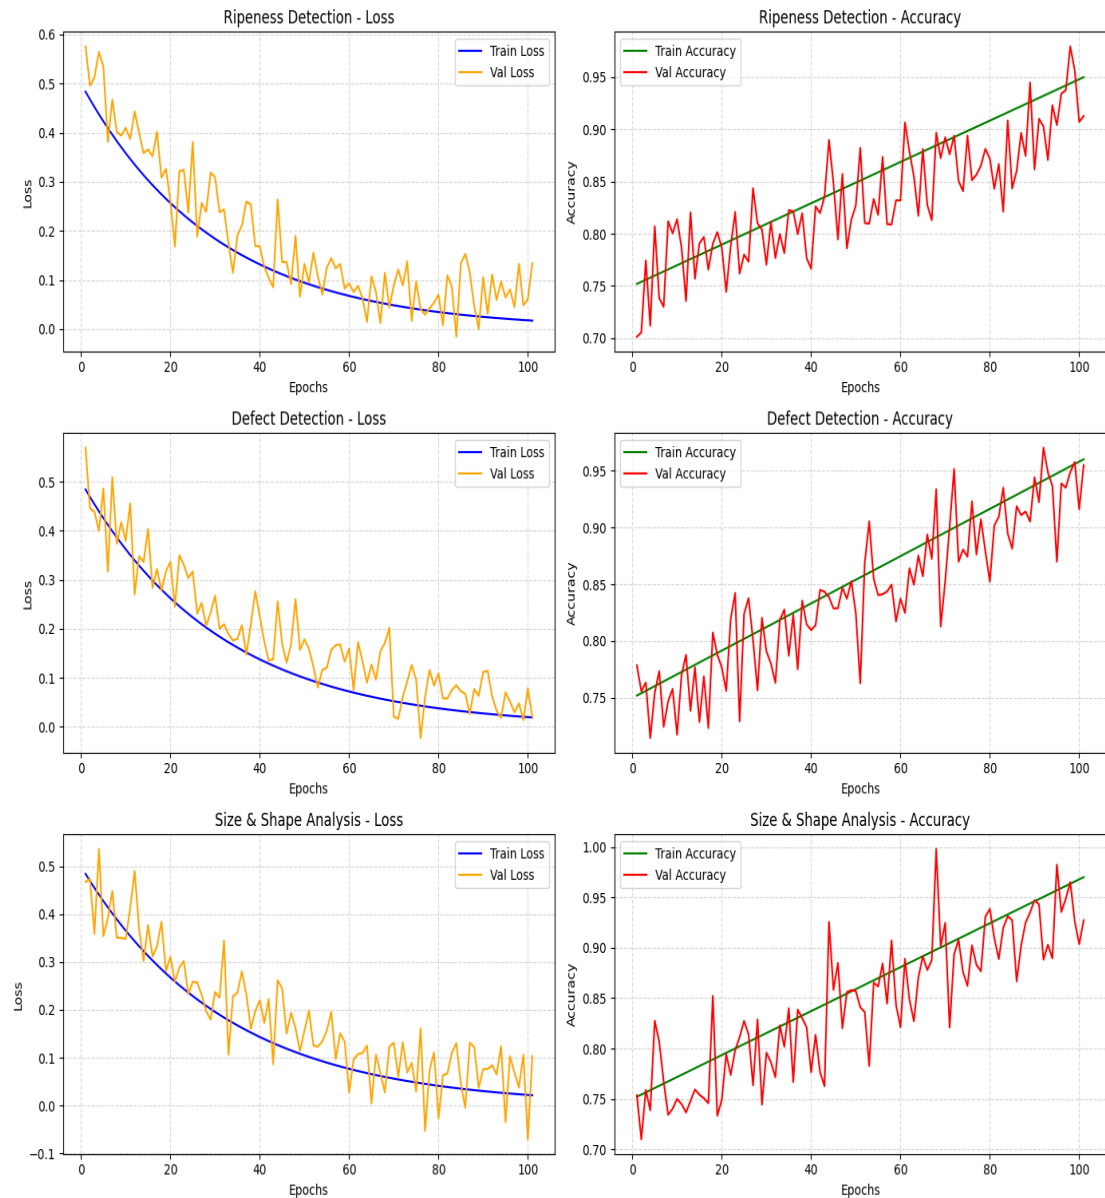 Ripeness Detection - Loss
0.6
0.5
0.4
0.3
0.2
0.1
0.0
Loss
Train Loss
Val Loss
0 20 40 60 80 100
Epochs
Ripeness Detection - Accuracy
0.95
0.90
0.85
0.80
0.75
0.70
Accuracy
Train Accuracy
Val Accuracy
0 20 40 60 80 100
Epochs
Defect Detection - Loss
0.5
0.4
0.3
0.2
0.1
0.0
Loss
Train Loss
Val Loss
0 20 40 60 80 100
Epochs
Defect Detection - Accuracy
0.95
0.90
0.85
0.80
0.75
Accuracy
Train Accuracy
Val Accuracy
0 20 40 60 80 100
Epochs
Size & Shape Analysis - Loss
0.5
0.4
0.3
0.2
0.1
0.0
−0.1
Loss
Train Loss
Val Loss
0 20 40 60 80 100
Epochs
Size & Shape Analysis - Accuracy
1.00
0.95
0.90
0.85
0.80
0.75
0.70
Accuracy
Train Accuracy
Val Accuracy
0 20 40 60 80 100
Epochs